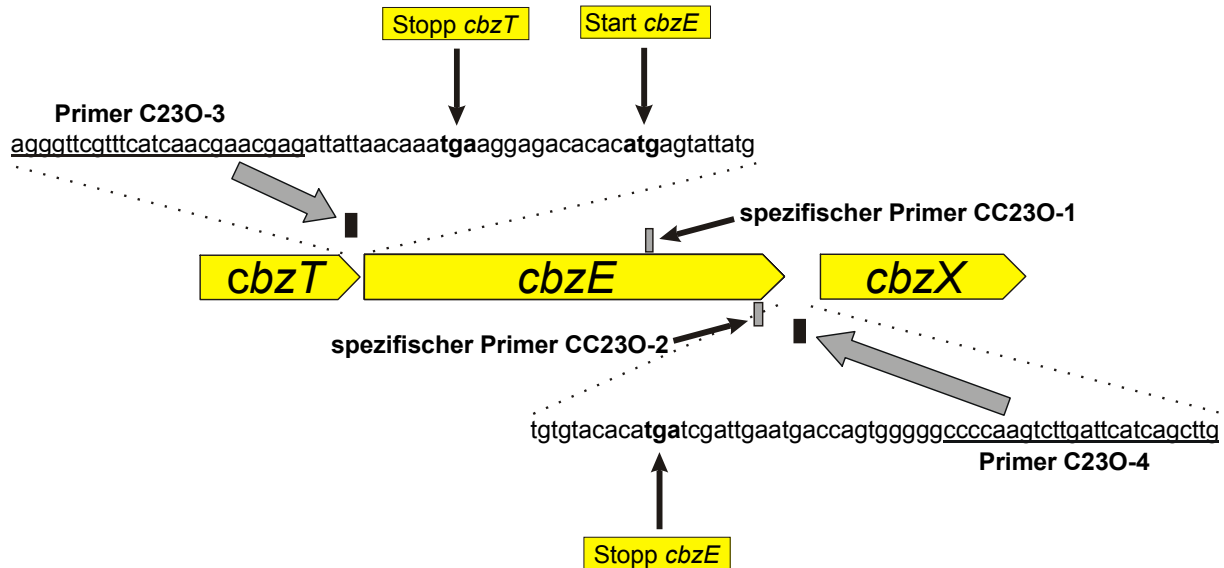 Stopp cbzT
Start cbzE
Primer C23O-3
agggttcgtttcatcaacgaacgagattattaacaaatgaaggagacacacatgagtattatg
spezifischer Primer CC23O-1
cbzT
cbzE
cbzX
spezifischer Primer CC23O-2
tgtgtacacatgatcgattgaatgaccagtgggggccccaagtcttgattcatcagcttg
Primer C23O-4
Stopp cbzE